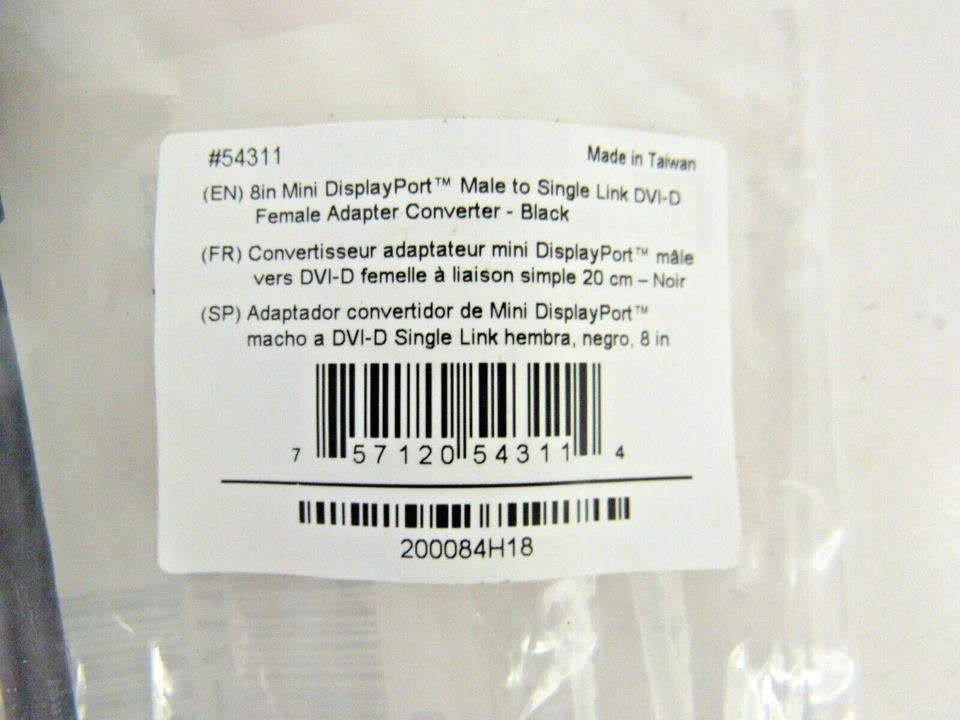 #54311
Made in Taiwan
(EN) 8in Mini DisplayPort™ Male to Single Link DVI-D
Female Adapter Converter - Black
(FR) Convertisseur adaptateur mini DisplayPort™ mâle
vers DVI-D femelle à liaison simple 20 cm – Noir
(SP) Adaptador convertidor de Mini DisplayPort™
macho a DVI-D Single Link hembra, negro, 8 in
7 57120 54311 4
200084H18